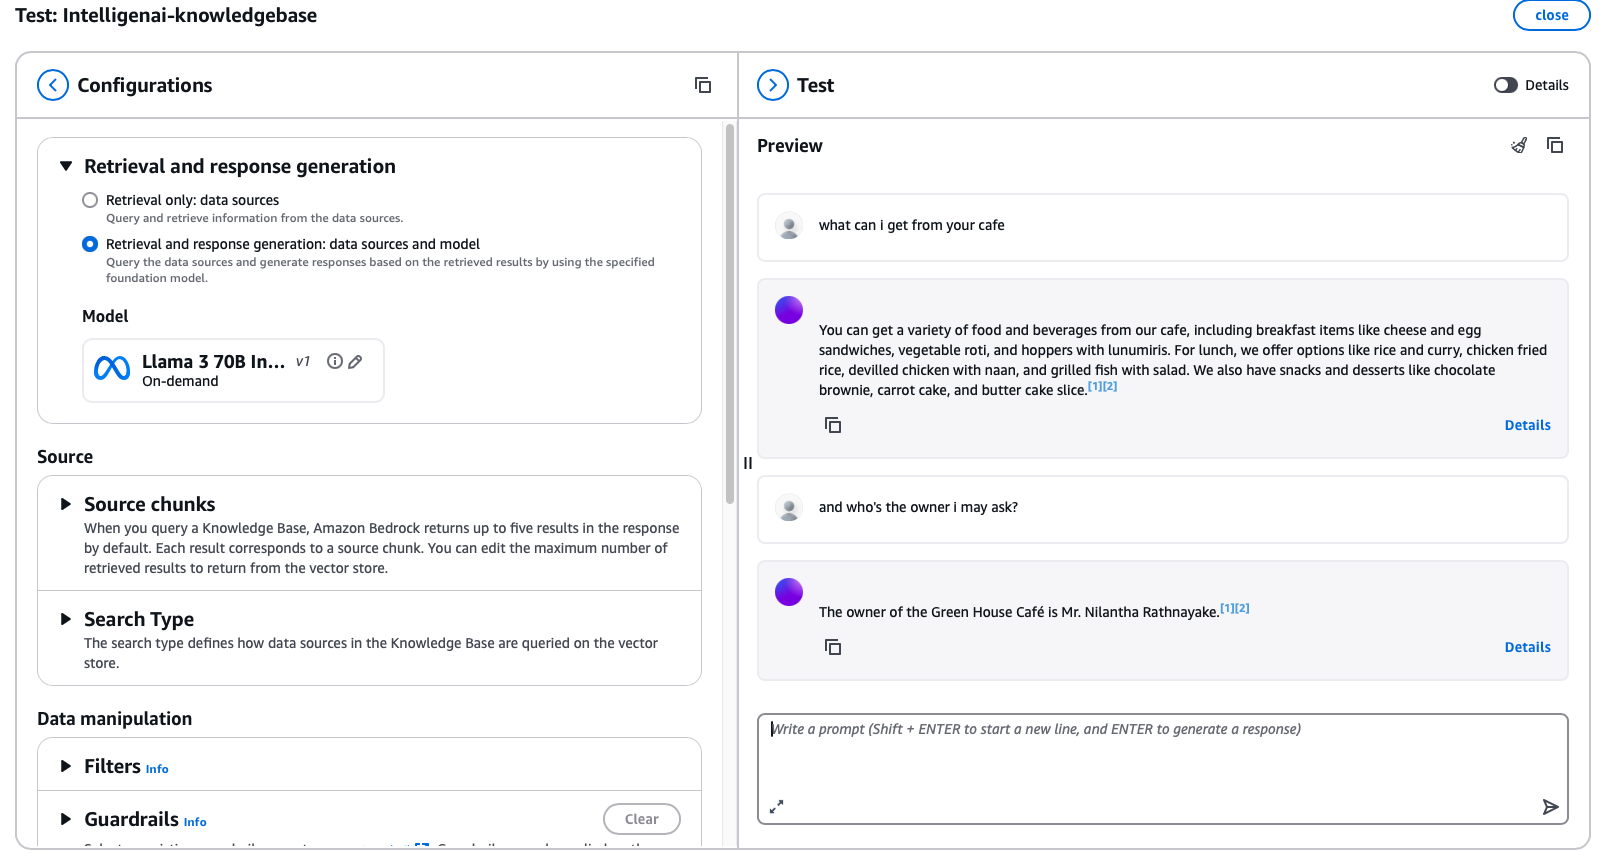 Test: Intelligenai-knowledgebase
close
Configurations
Retrieval and response generation
Retrieval only: data sources
Query and retrieve information from the data sources.
Retrieval and response generation: data sources and model
Query the data sources and generate responses based on the retrieved results by using the specified
foundation model.
Model
Llama 3 70B In... v1
On-demand
Source
Source chunks
When you query a Knowledge Base, Amazon Bedrock returns up to five results in the response
by default. Each result corresponds to a source chunk. You can edit the maximum number of
retrieved results to return from the vector store.
Search Type
The search type defines how data sources in the Knowledge Base are queried on the vector
store.
Data manipulation
Filters Info
Guardrails Info
Clear
Test
Details
Preview
what can i get from your cafe
You can get a variety of food and beverages from our cafe, including breakfast items like cheese and egg
sandwiches, vegetable roti, and hoppers with lunumiris. For lunch, we offer options like rice and curry, chicken fried
rice, devilled chicken with naan, and grilled fish with salad. We also have snacks and desserts like chocolate
brownie, carrot cake, and butter cake slice.[1][2]
Details
and who's the owner i may ask?
The owner of the Green House Café is Mr. Nilantha Rathnayake.[1][2]
Details
Write a prompt (Shift + ENTER to start a new line, and ENTER to generate a response)